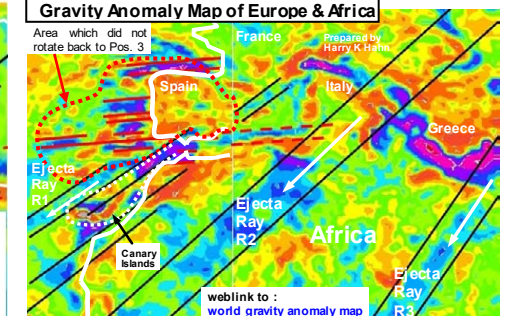 Gravity Anomaly Map of Europe & Africa
Area which did not
rotate back to Pos. 3
France
Prepared by
Harry K Hahn
Spain
Italy
Greece
Ejecta
Ray
R1
Ejecta
Ray
R2
Africa
Canary
Islands
Ejecta
Ray
R3
weblink to :
world gravity anomaly map